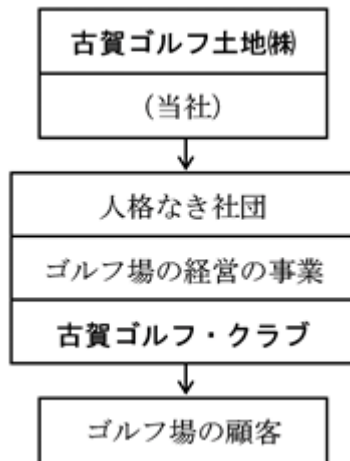 古賀ゴルフ土地㈱
(当社)
人格なき社団
ゴルフ場の経営の事業
古賀ゴルフ・クラブ
ゴルフ場の顧客